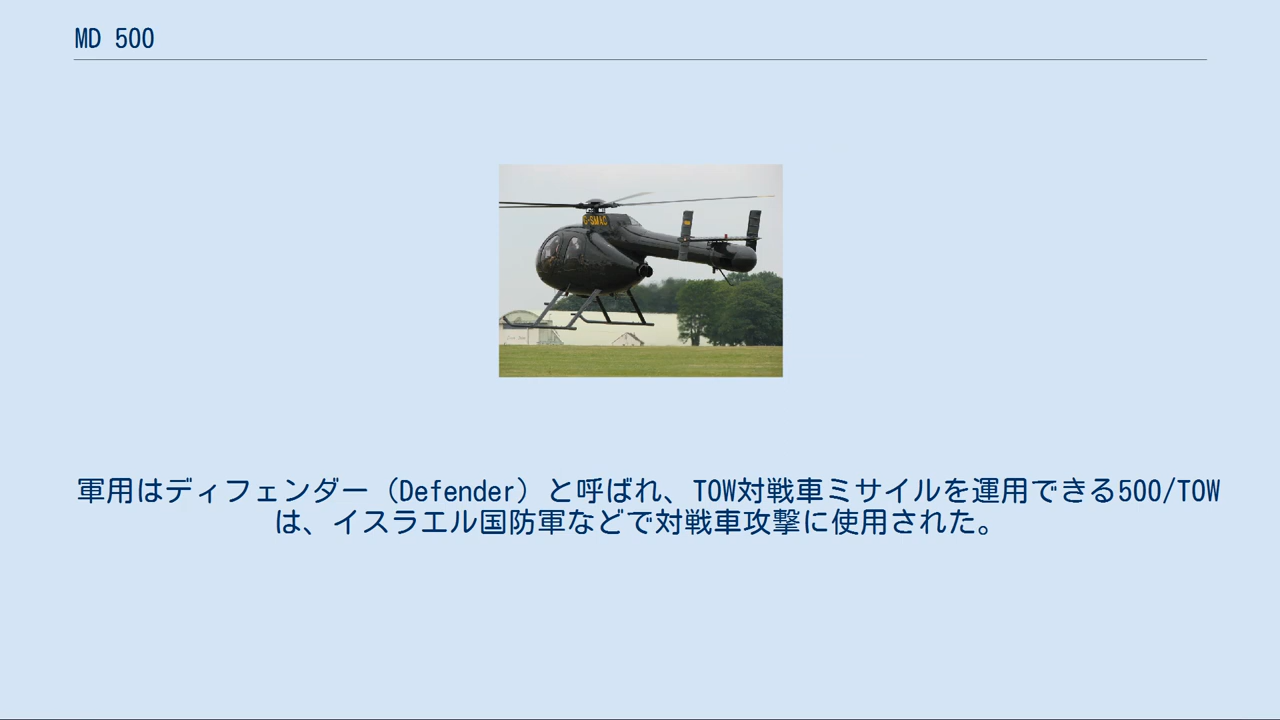 MD 500
G-SMAC
軍用はディフェンダー（Defender）と呼ばれ、TOW対戦車ミサイルを運用できる500/TOW
は、イスラエル国防軍などで対戦車攻撃に使用された。